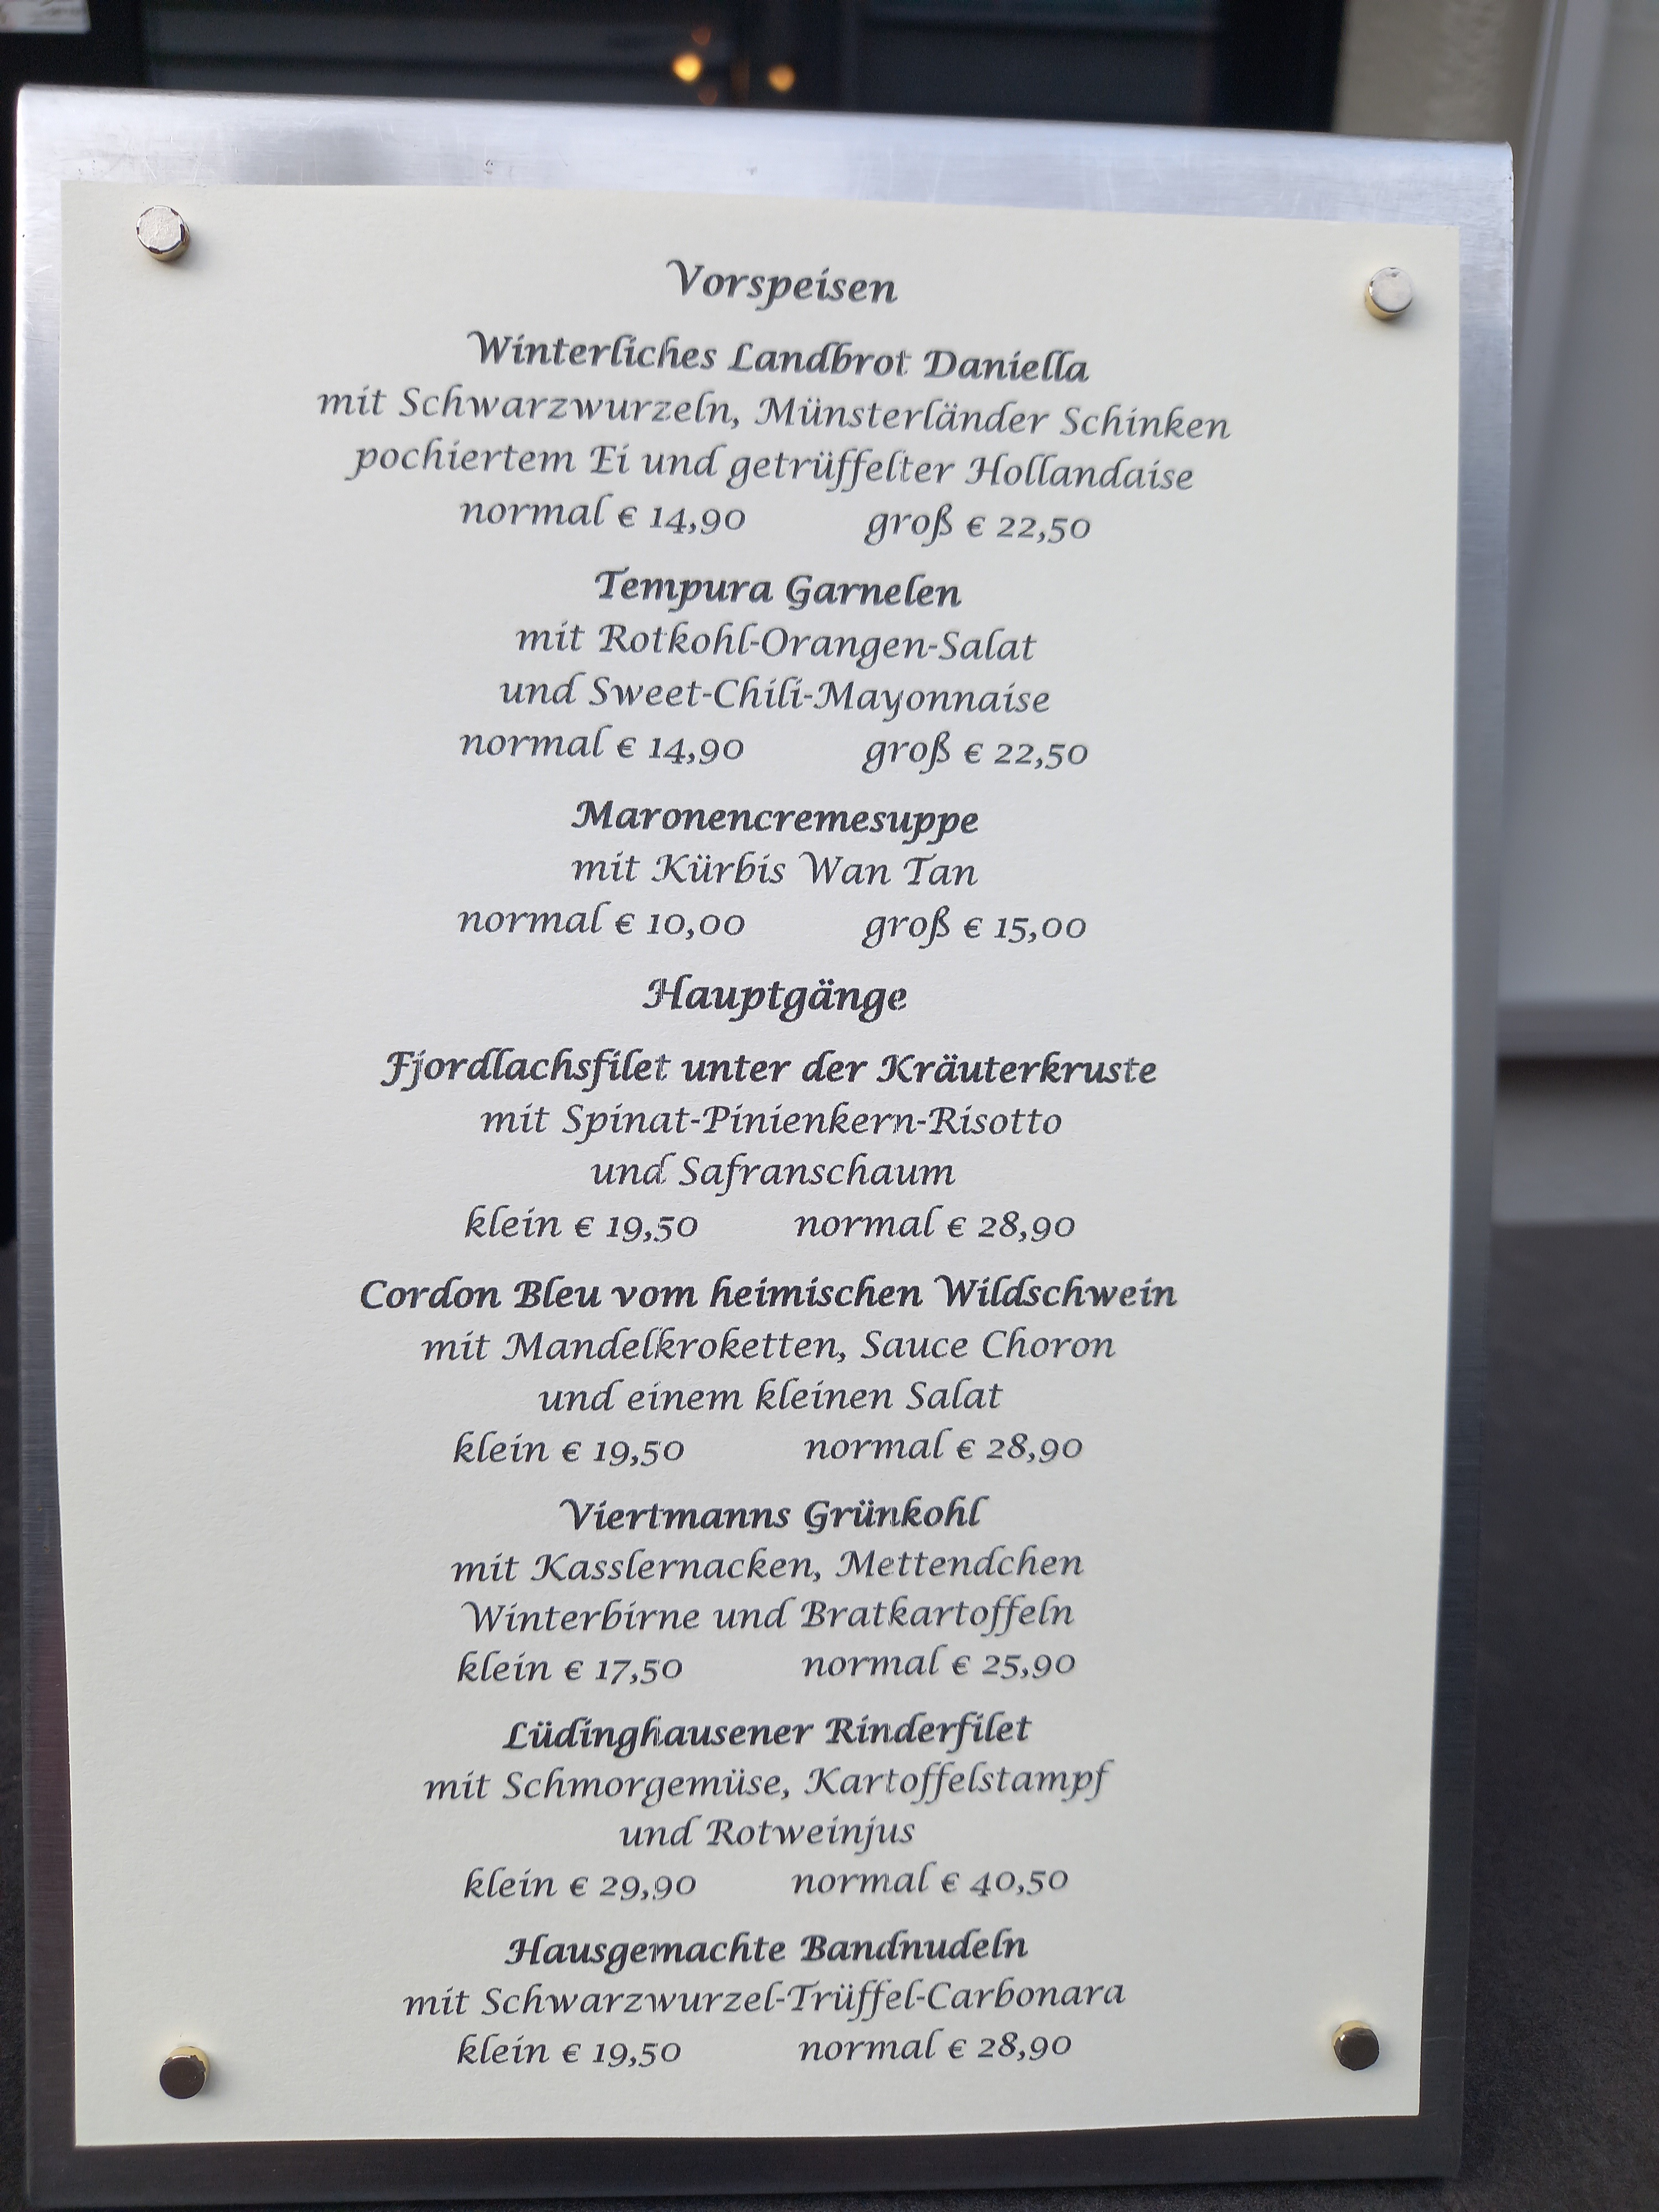 Vorspeisen
Winterliches Landbrot Daniella
mit Schwarzwurzeln, Münsterländer Schinken
pochiertem Ei und getrüffelter Hollandaise
normal € 14,90 groß € 22,50
Tempura Garnelen
mit Rotkohl-Orangen-Salat
und Sweet-Chili-Mayonnaise
normal € 14,90 groß € 22,50
Maronencremesuppe
mit Kürbis Wan Tan
normal € 10,00 groß € 15,00
Hauptgänge
Fjordlachsfilet unter der Kräuterkruste
mit Spinat-Pinienkern-Risotto
und Safranschaum
klein € 19,50 normal € 28,90
Cordon Bleu vom heimischen Wildschwein
mit Mandelkroketten, Sauce Choron
und einem kleinen Salat
klein € 19,50 normal € 28,90
Viertmanns Grünkohl
mit Kasslernacken, Mettendchen
Winterbirne und Bratkartoffeln
klein € 17,50 normal € 25,90
Lüdinghausener Rinderfilet
mit Schmorgemüse, Kartoffelstampf
und Rotweinjus
klein € 29,90 normal € 40,50
Hausgemachte Bandnudeln
mit Schwarzwurzel-Trüffel-Carbonara
klein € 19,50 normal € 28,90